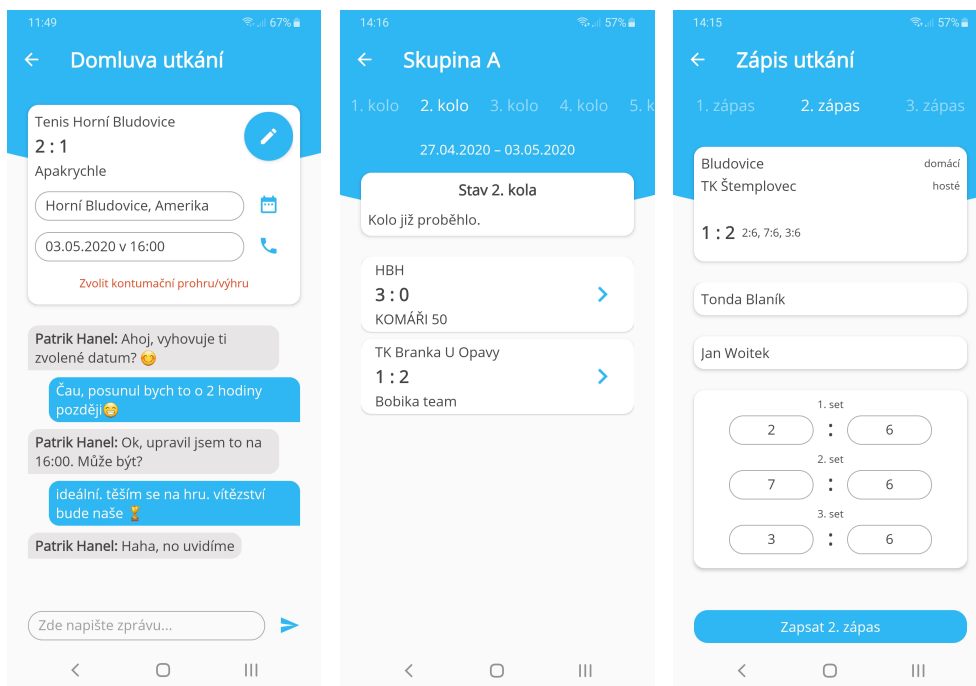 11:49
67%
Domluva utkání
Tenis Horní Bludovice
2 : 1
Apakrychle
Horní Bludovice, Amerika
03.05.2020 v 16:00
Zvolit kontumační prohru/výhru
Patrik Hanel: Ahoj, vyhovuje ti
zvolené datum? 😊
Čau, posunul bych to o 2 hodiny
později😁
Patrik Hanel: Ok, upravil jsem to na
16:00. Může být?
ideální. těším se na hru. vítězství
bude naše 🏆
Patrik Hanel: Haha, no uvidíme
Zde napište zprávu...
14:16
57%
Skupina A
1. kolo 2. kolo 3. kolo 4. kolo 5. k
27.04.2020 – 03.05.2020
Stav 2. kola
Kolo již proběhlo.
HBH
3 : 0
KOMÁŘI 50
TK Branka U Opavy
1 : 2
Bobika team
14:15
57%
Zápis utkání
1. zápas 2. zápas 3. zápas
Bludovice domácí
TK Štemplovec hosté
1 : 2 2:6, 7:6, 3:6
Tonda Blaník
Jan Woitek
1. set
2 : 6
2. set
7 : 6
3. set
3 : 6
Zapsat 2. zápas